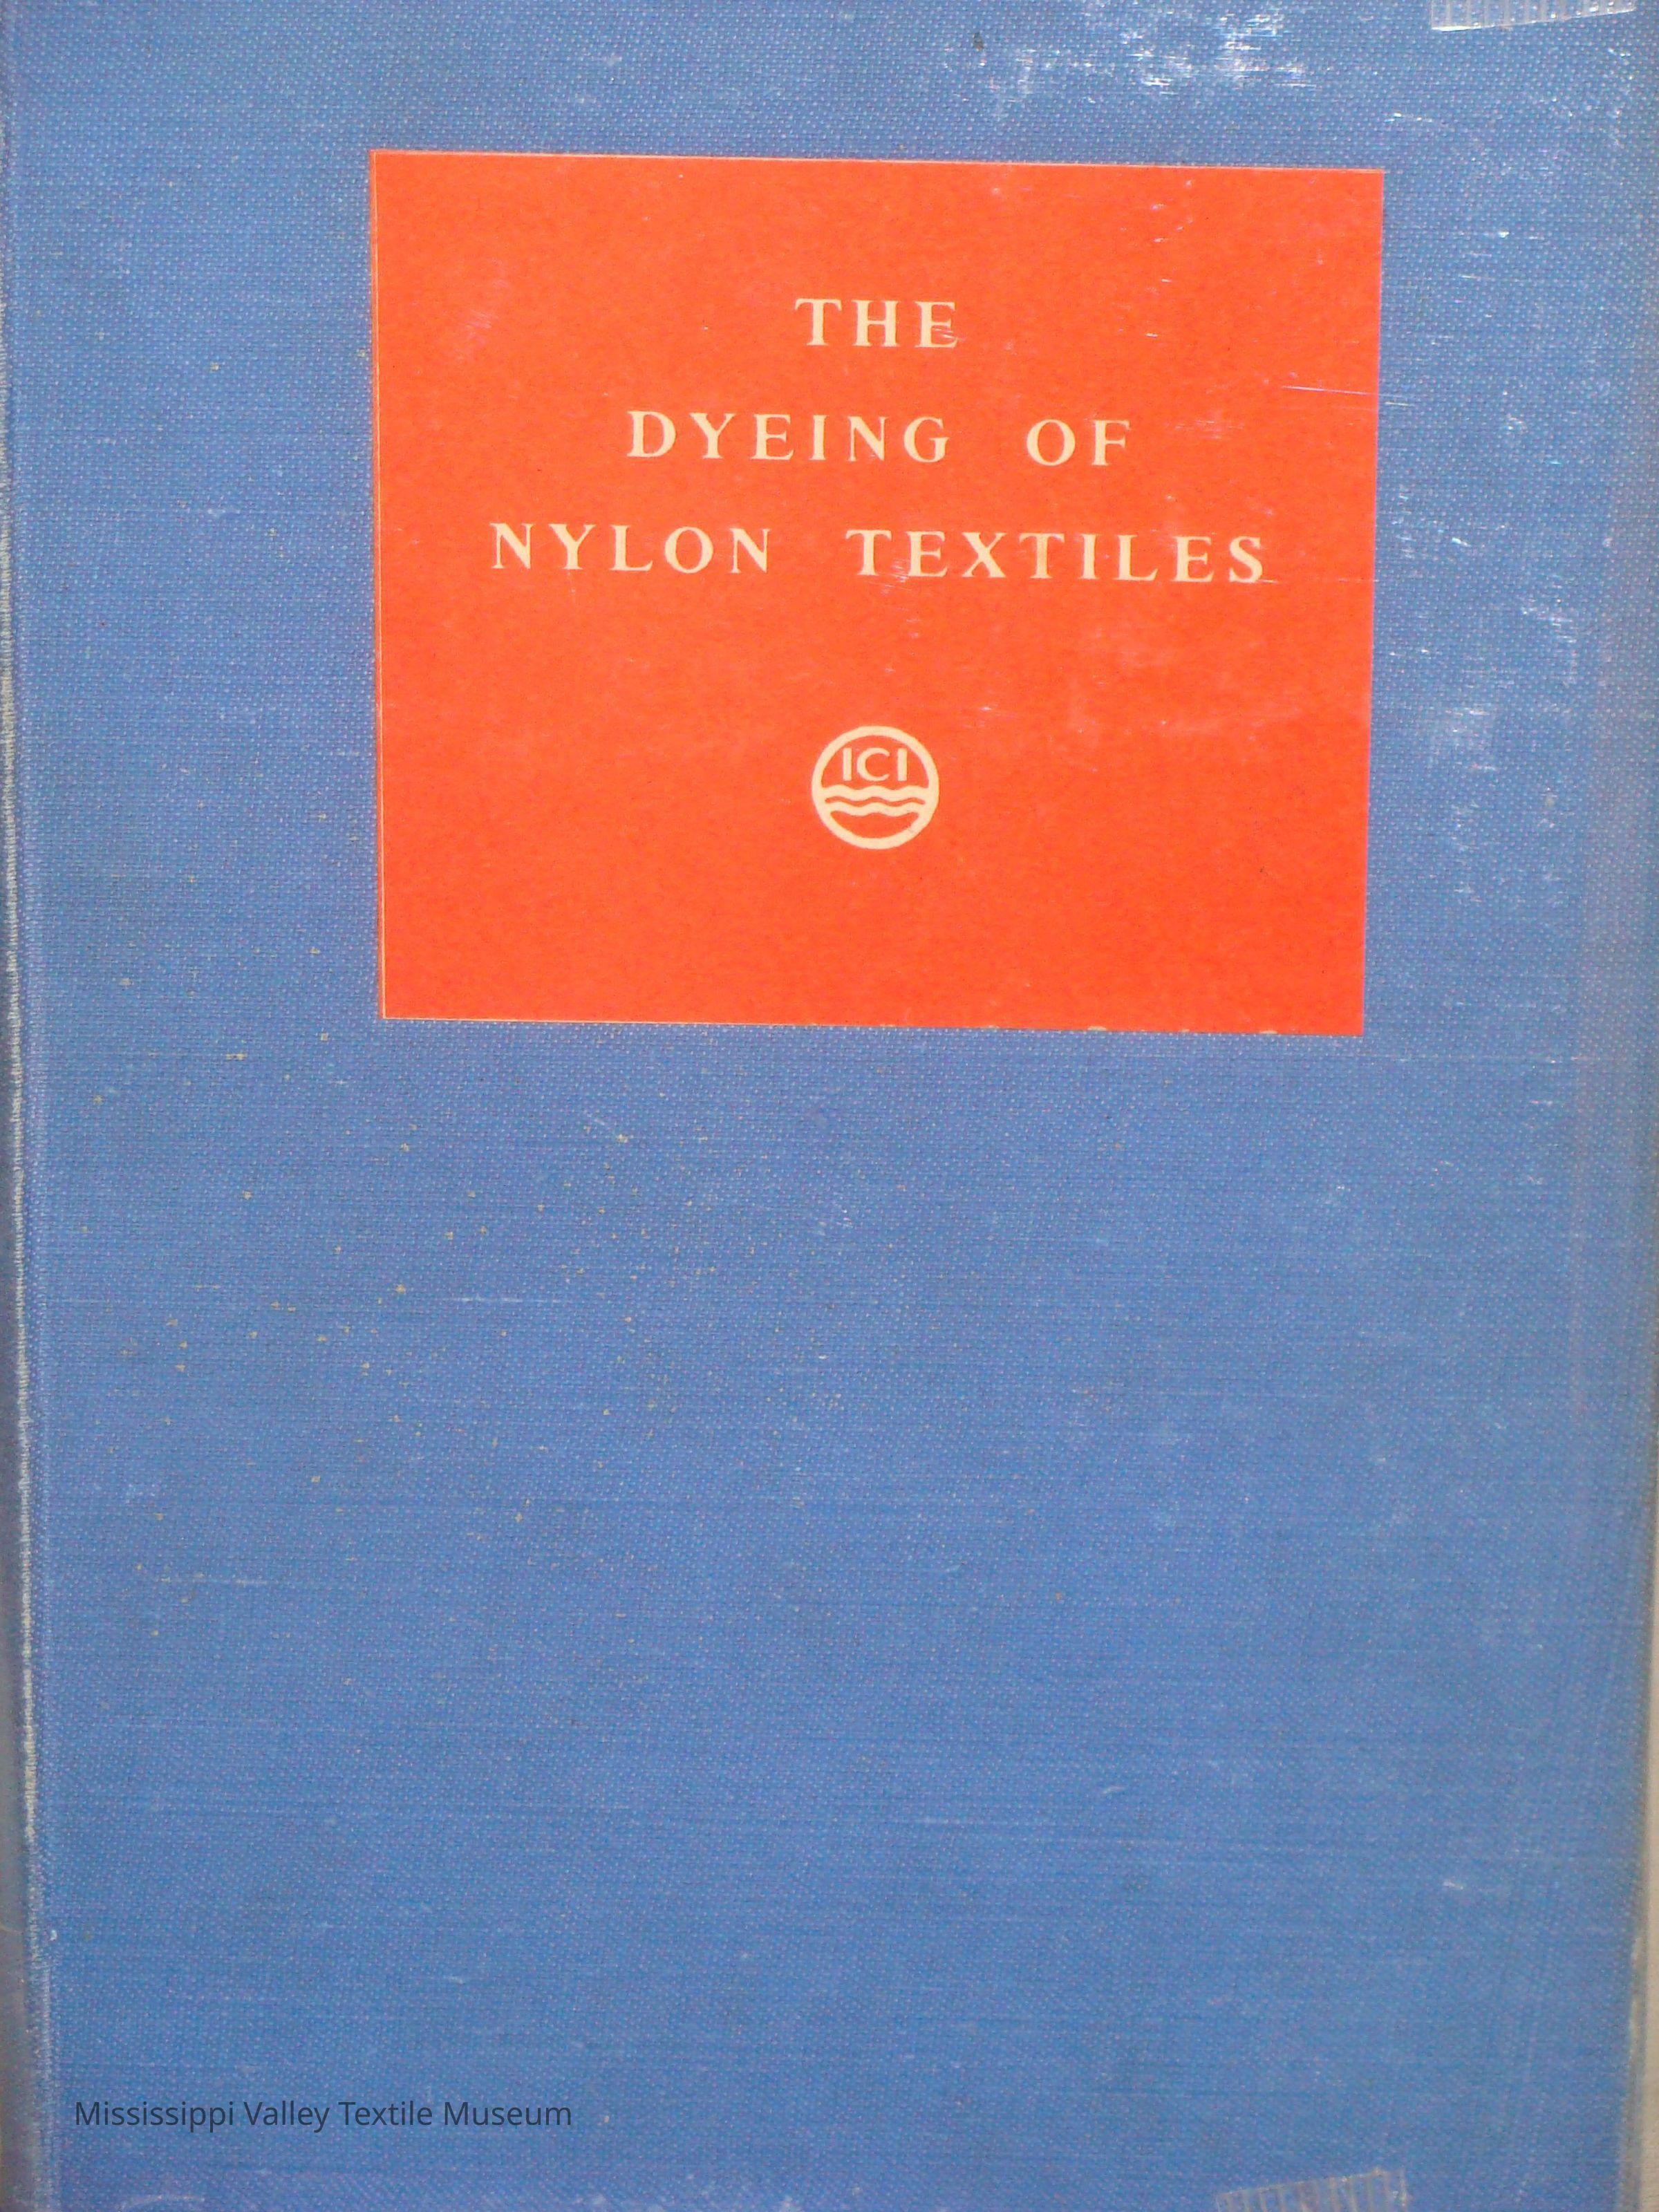 THE
DYEING OF
NYLON TEXTILES
ICI
Mississippi Valley Textile Museum